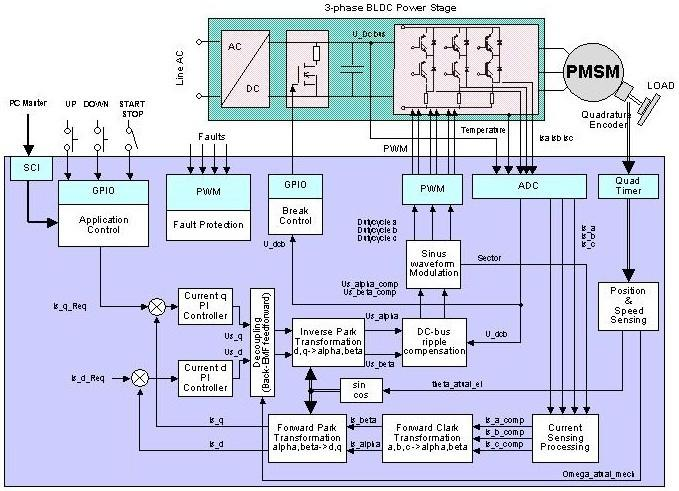 3-phase BLDC Power Stage
Line AC
AC
DC
U_Dcbus
PMSM
LOAD
Quadrature
Encoder
PC Master
UP
DOWN
START
STOP
Faults
PWM
Temperature
Isa Isb Isc
SCI
GPIO
Application
Control
PWM
Fault Protection
GPIO
Break
Control
PWM
ADC
Quad
Timer
U_dcb
Dutycycle a
Dutycycle b
Dutycycle c
Is_a
Is_b
Is_c
Sinus
waveform
Modulation
Sector
Us_alpha_comp
Us_beta_comp
Position
&
Speed
Sensing
Is_q_Req
Current q
PI
Controller
Us_q
Decoupling
(Back-EMF feedforward)
Inverse Park
Transformation
d,q->alpha,beta
Us_alpha
Us_beta
DC-bus
ripple
compensation
U_dcb
Is_d_Req
Us_d
Current d
PI
Controller
sin
cos
theta_atual_el
Is_q
Is_d
Forward Park
Transformation
alpha,beta->d,q
Is_beta
Is_alpha
Forward Clark
Transformation
a,b,c->alpha,beta
Is_a_comp
Is_b_comp
Is_c_comp
Current
Sensing
Processing
Omega_atual_mech